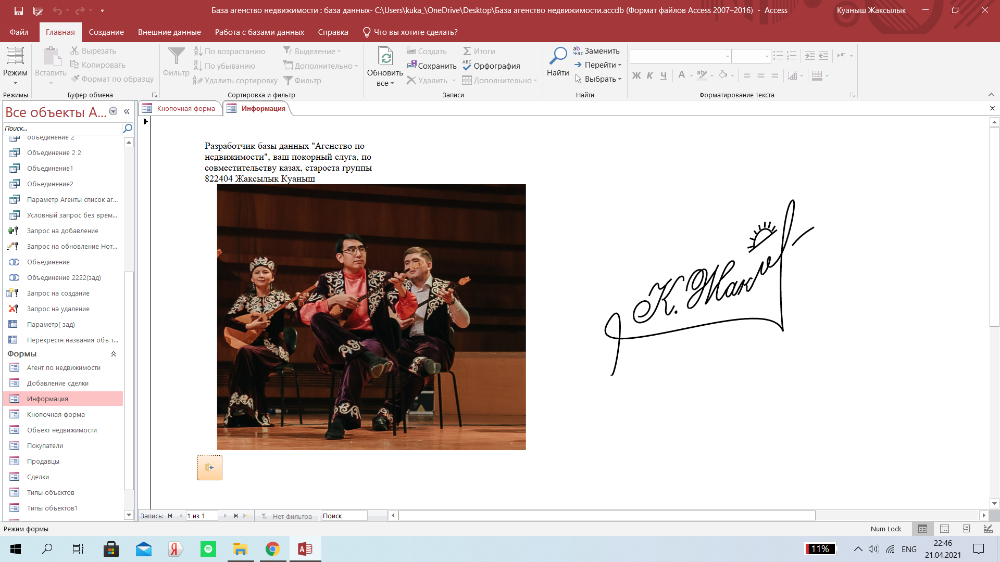 База агенство недвижимости : база данных- C:\Users\kuka_\OneDrive\Desktop\База агенство недвижимости.accdb (Формат файлов Access 2007–2016) - Access
Куаныш Жаксылык
Файл Главная Создание Внешние данные Работа с базами данных Справка Что вы хотите сделать?
Режим
Режимы
Вставить
Вырезать
Копировать
Формат по образцу
Буфер обмена
Фильтр
По возрастанию
По убыванию
Удалить сортировку
Выделение
Дополнительно
Фильтр
Сортировка и фильтр
Обновить
все
Создать
Сохранить
Удалить
Итоги
Орфография
Дополнительно
Записи
Найти
Заменить
Перейти
Выбрать
Найти
Ж К Ч А
Форматирование текста
Все объекты A...
Поиск...
объединение 2
Объединение 2 2
Объединение1
Объединение2
Параметр Агенты список аг...
Условный запрос без врем...
Запрос на добавление
Запрос на обновление Нот...
Объединение
Объединение 2222(зад)
Запрос на создание
Запрос на удаление
Параметр( зад)
Перекрестн названия объ т...
Формы
Агент по недвижимости
Добавление сделки
Информация
Кнопочная форма
Объект недвижимости
Покупатели
Продавцы
Сделки
Типы объектов
Типы объектов1
Кнопочная форма Информация
Разработчик базы данных "Агенство по
недвижимости", ваш покорный слуга, по
совместительству казах, староста группы
822404 Жаксылык Куаныш
К. Жак
Запись: 1 из 1 Нет фильтра Поиск
Режим формы
Num Lock
11%
ENG
22:46
21.04.2021